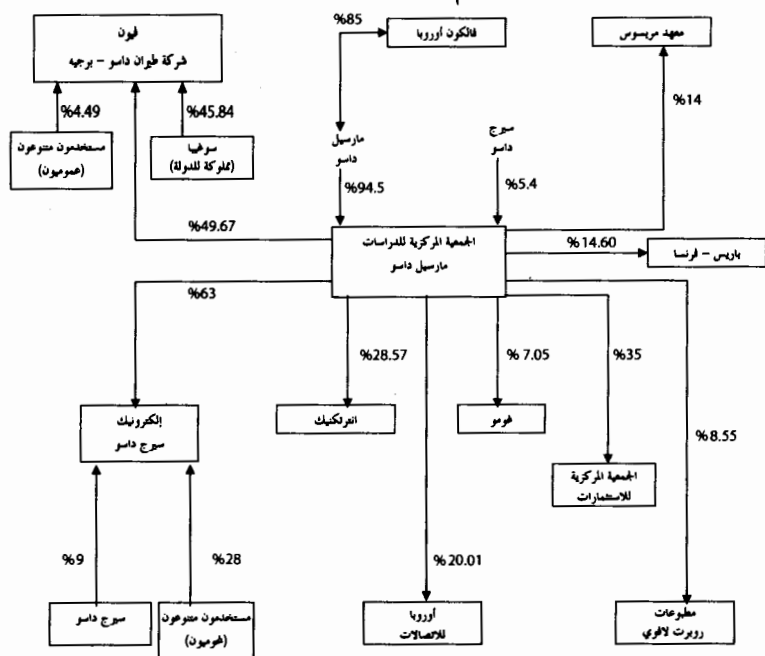 %85
فيون
شركة طيران داسو – برجيه
فالكون أوروبا
معهد مريسوس
%4.49
%45.84
%14
مستخدمون متنوعون
(عموميون)
سوغيبا
(مملوكة للدولة)
مارسيل
داسو
سيرج
داسو
%94.5
%5.4
%49.67
الجمعية المركزية للدراسات
مارسيل داسو
%14.60
باريس – فرنسا
%63
%28.57
% 7.05
%35
%8.55
إلكترونيك
سيرج داسو
انترتكنيك
فومو
الجمعية المركزية
للاستثمارات
%9
%28
%20.01
سيرج داسو
مستخدمون متنوعون
أوروبا
للاتصالات
مطبوعات
روبرت لافوي